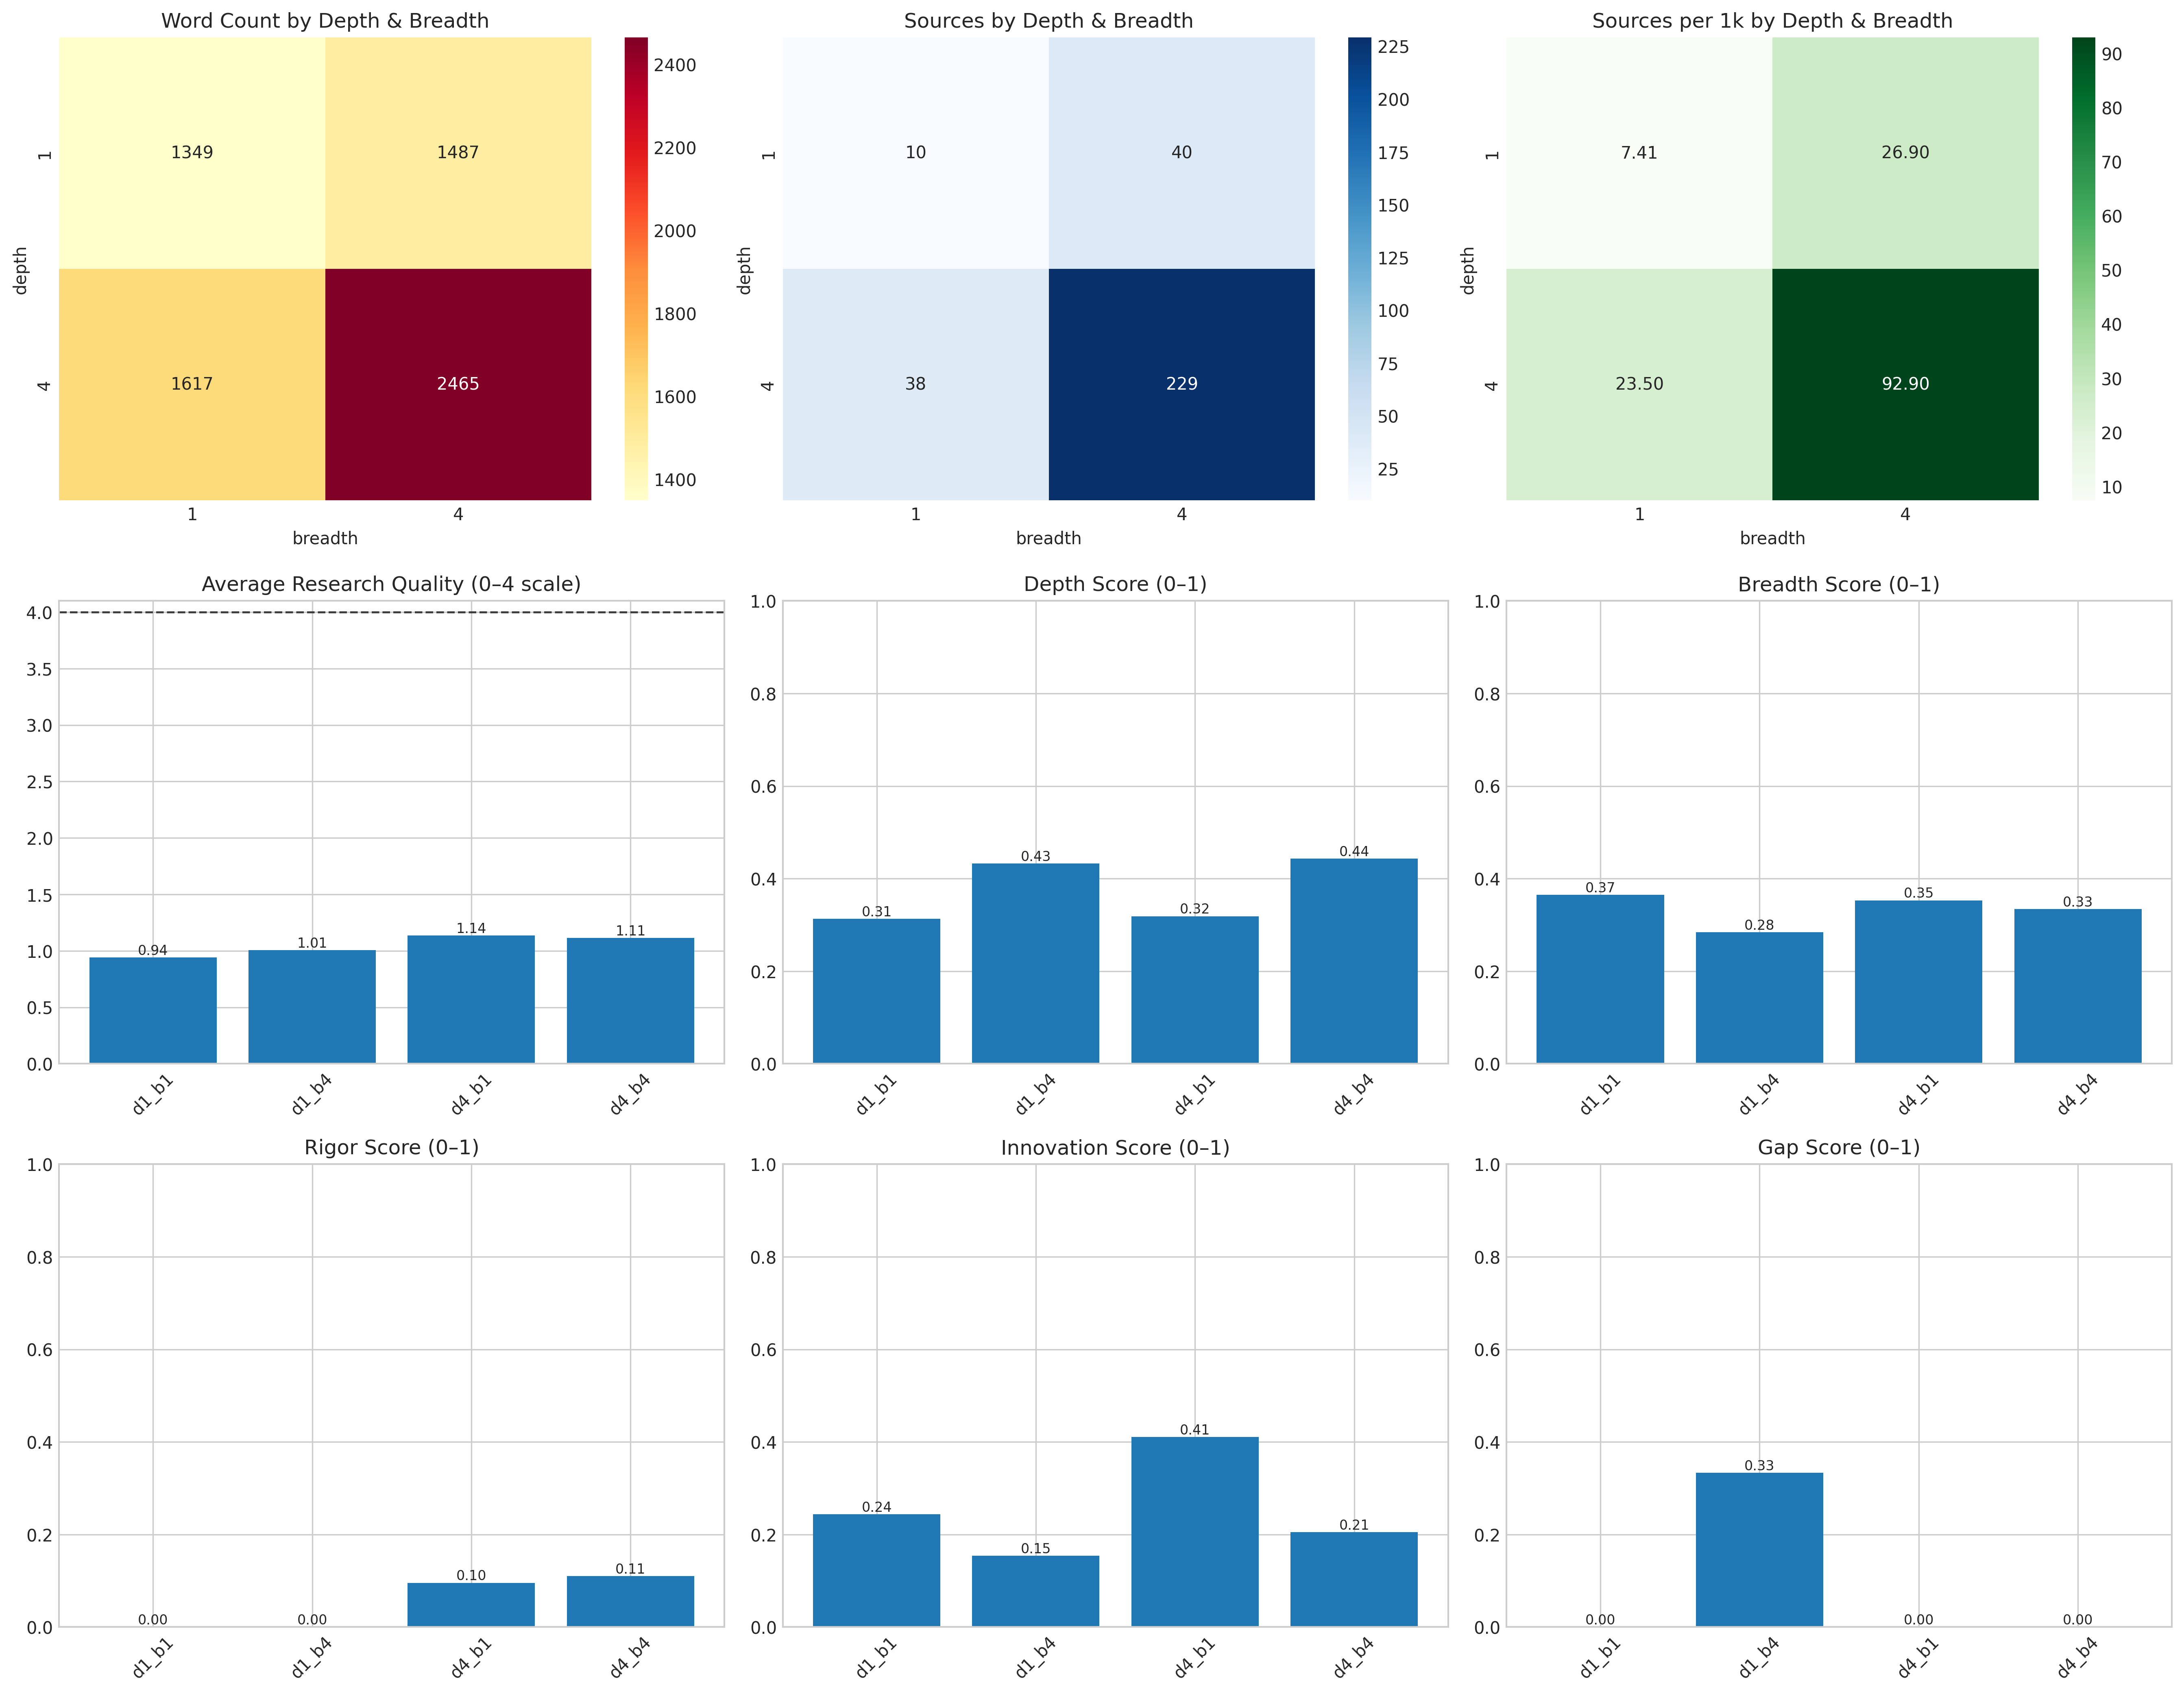 Word Count by Depth & Breadth
1349 1487
1617 2465
1
4
depth
1 4
breadth
2400
2200
2000
1800
1600
1400
Sources by Depth & Breadth
10 40
38 229
1
4
depth
1 4
breadth
225
200
175
150
125
100
75
50
25
Sources per 1k by Depth & Breadth
7.41 26.90
23.50 92.90
1
4
depth
1 4
breadth
90
80
70
60
50
40
30
20
10
Average Research Quality (0–4 scale)
4.0
3.5
3.0
2.5
2.0
1.5
1.0
0.5
0.0
0.94 1.01 1.14 1.11
d1_b1 d1_b4 d4_b1 d4_b4
Depth Score (0–1)
1.0
0.8
0.6
0.4
0.2
0.0
0.31 0.43 0.32 0.44
d1_b1 d1_b4 d4_b1 d4_b4
Breadth Score (0–1)
1.0
0.8
0.6
0.4
0.2
0.0
0.37 0.28 0.35 0.33
d1_b1 d1_b4 d4_b1 d4_b4
Rigor Score (0–1)
1.0
0.8
0.6
0.4
0.2
0.0
0.00 0.00 0.10 0.11
d1_b1 d1_b4 d4_b1 d4_b4
Innovation Score (0–1)
1.0
0.8
0.6
0.4
0.2
0.0
0.24 0.15 0.41 0.21
d1_b1 d1_b4 d4_b1 d4_b4
Gap Score (0–1)
1.0
0.8
0.6
0.4
0.2
0.0
0.00 0.33 0.00 0.00
d1_b1 d1_b4 d4_b1 d4_b4